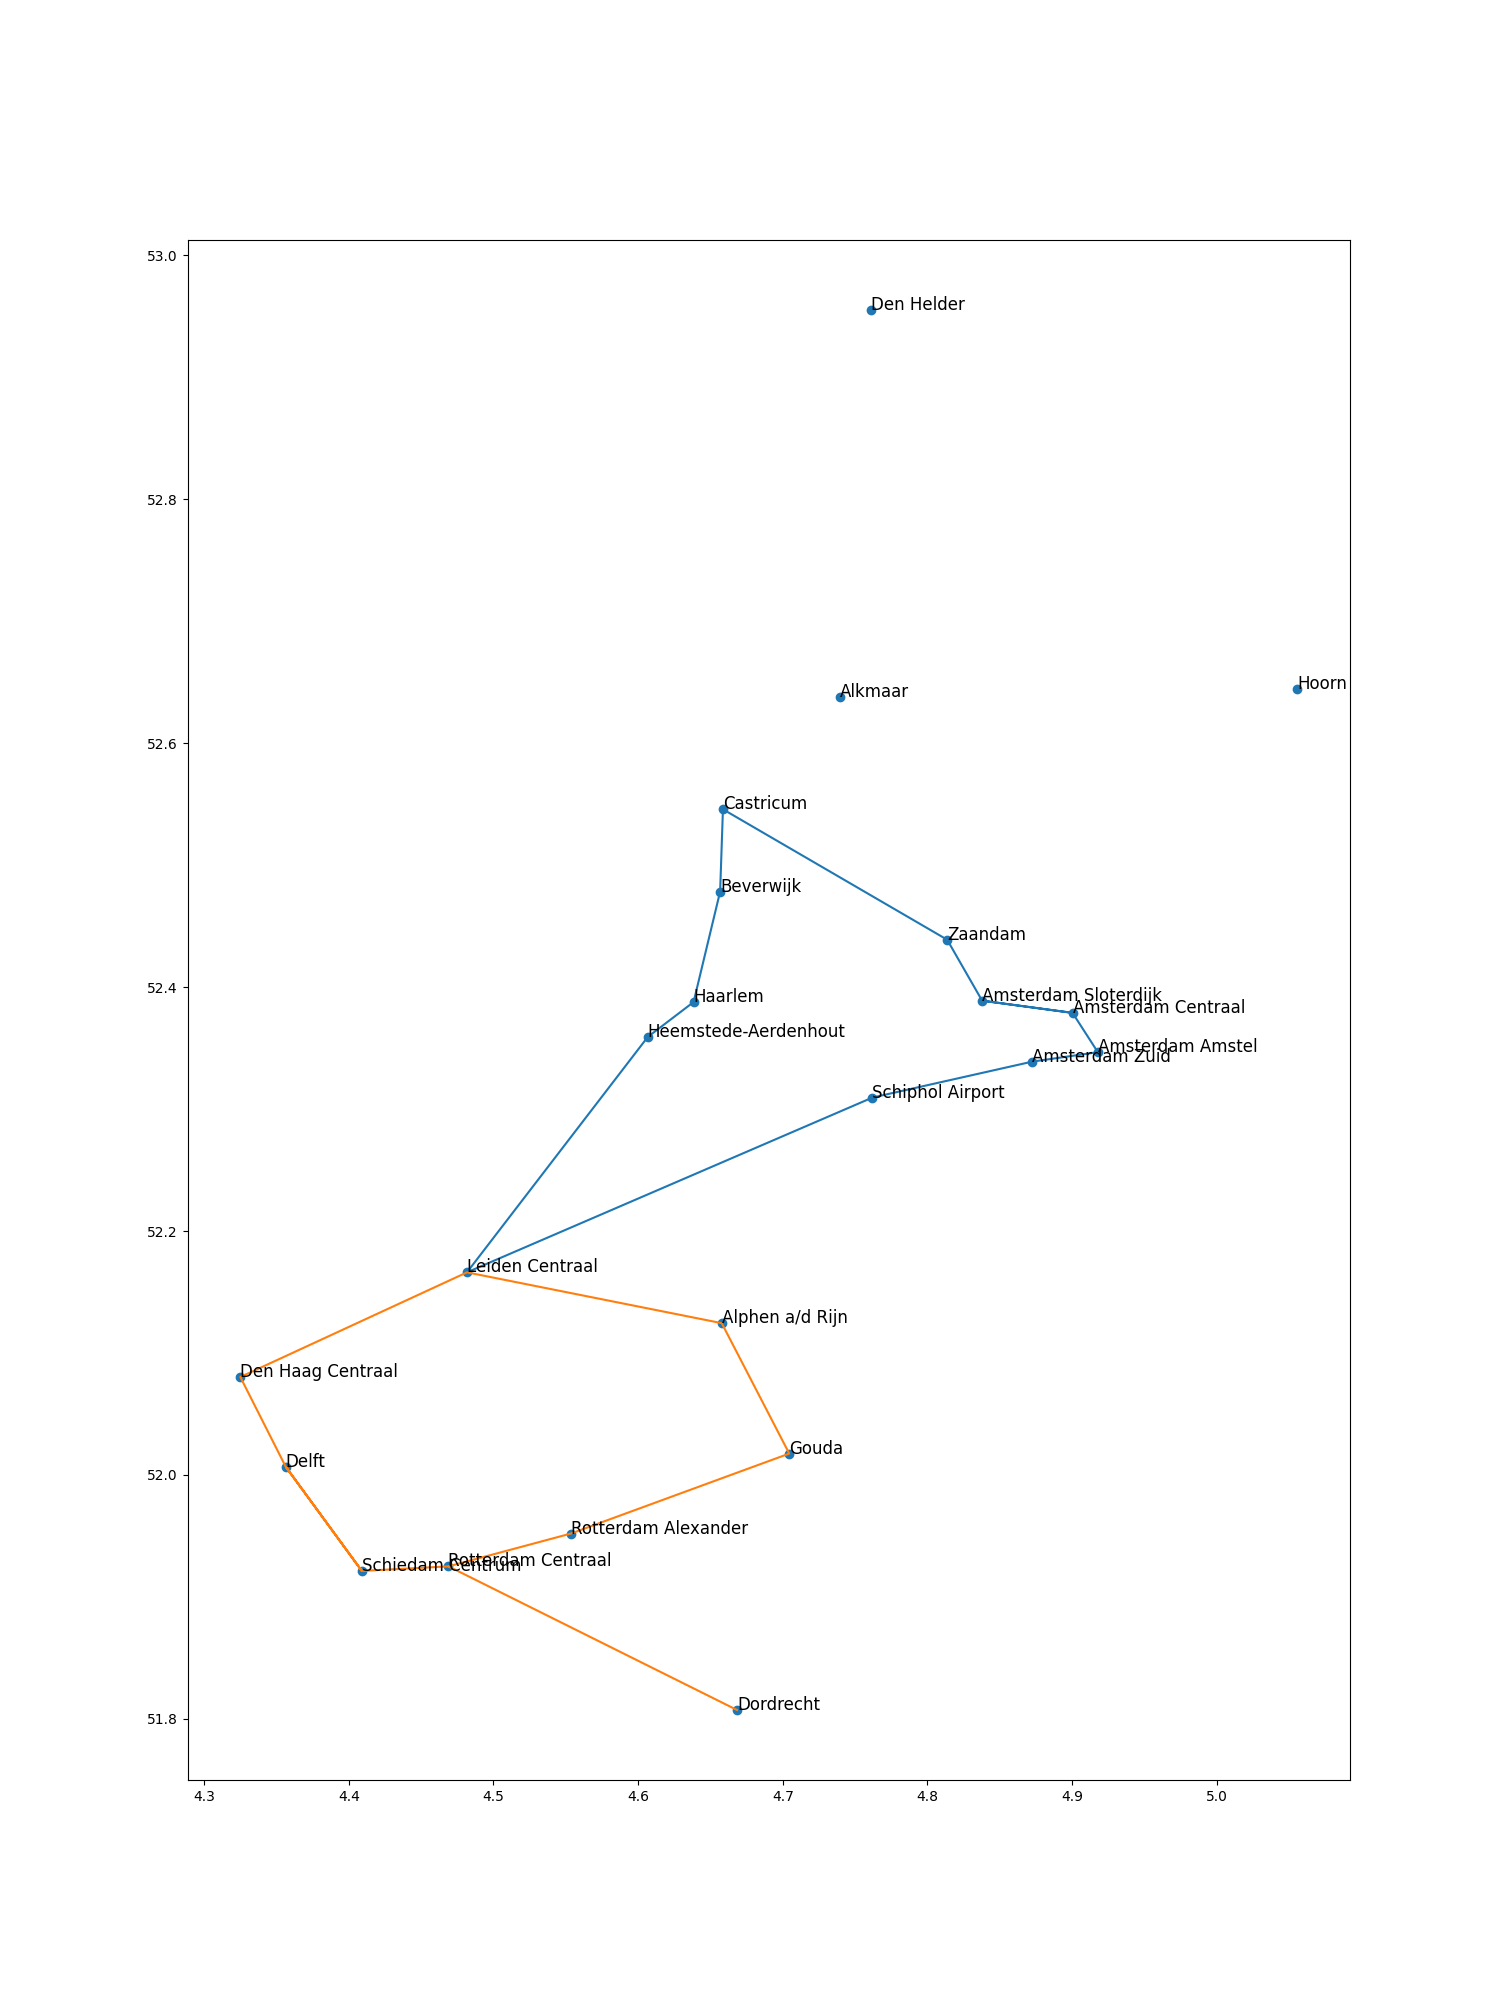 53.0
Den Helder
52.8
Hoorn
Alkmaar
52.6
Castricum
Beverwijk
Zaandam
52.4
Amsterdam Sloterdijk
Haarlem
Amsterdam Centraal
Heemstede-Aerdenhout
Amsterdam Amstel
Amsterdam Zuid
Schiphol Airport
52.2
Leiden Centraal
Alphen a/d Rijn
Den Haag Centraal
Gouda
Delft
52.0
Rotterdam Alexander
Rotterdam Centraal
Schiedam Centrum
Dordrecht
51.8
4.3 4.4 4.5 4.6 4.7 4.8 4.9 5.0